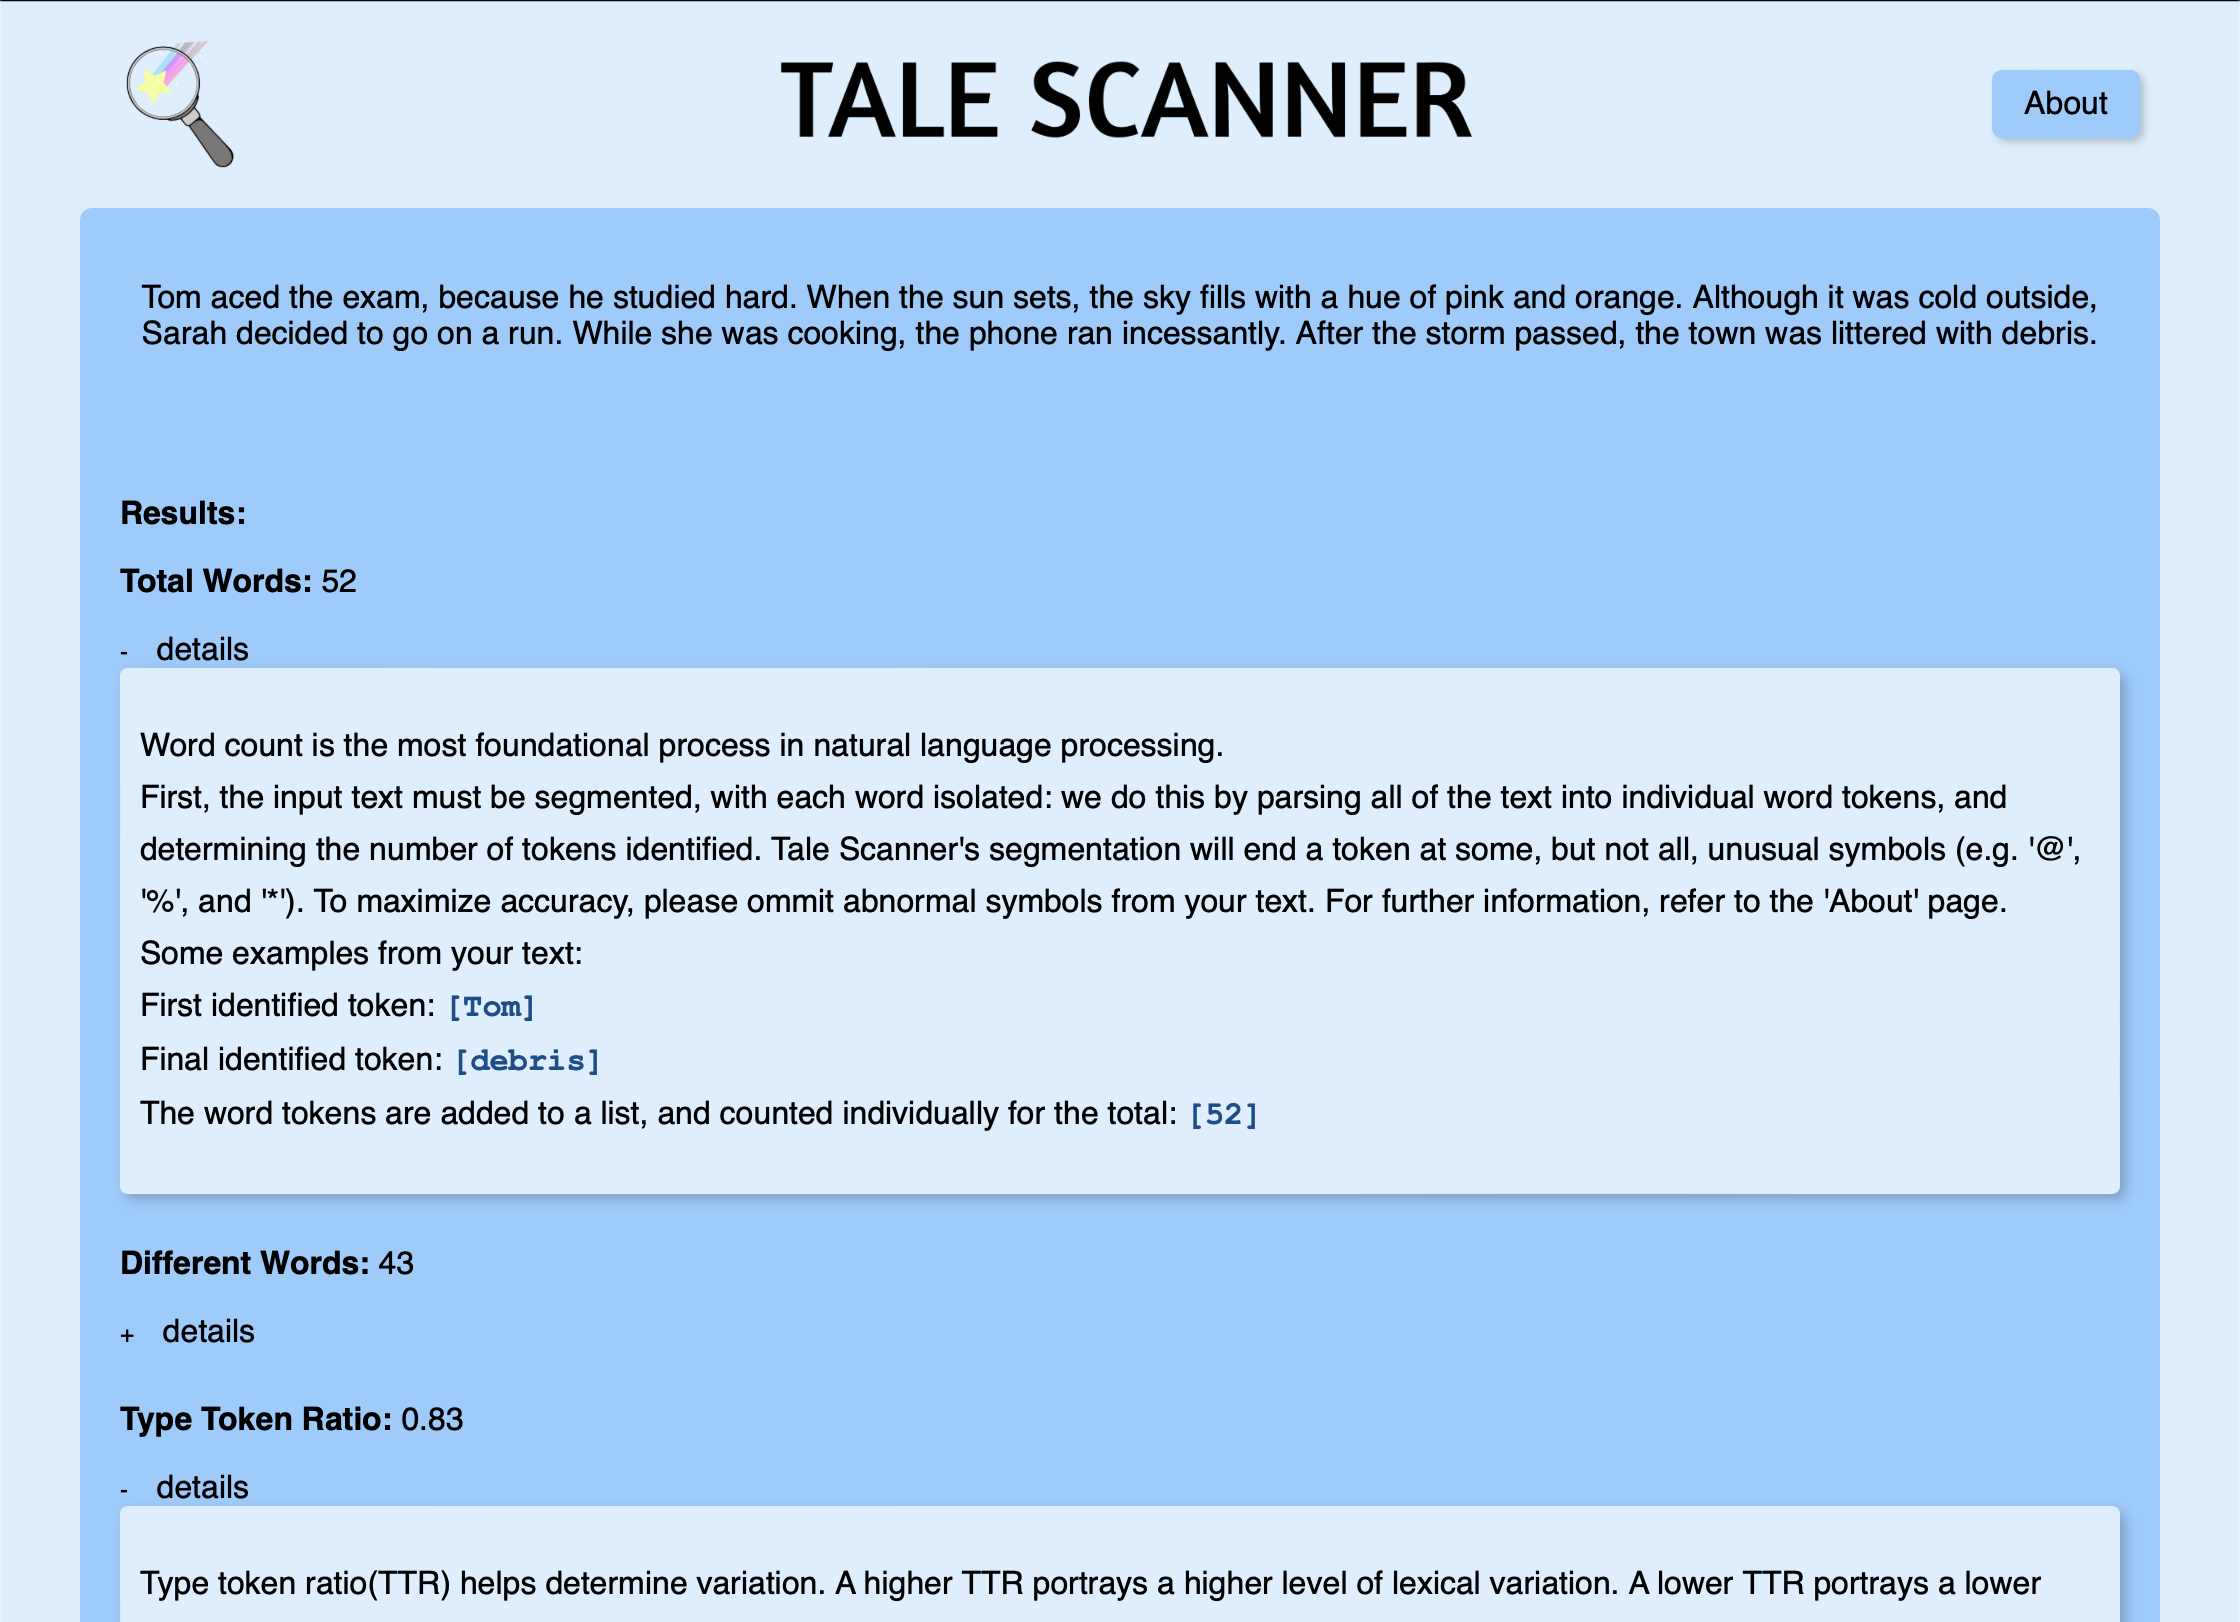 TALE SCANNER
About
Tom aced the exam, because he studied hard. When the sun sets, the sky fills with a hue of pink and orange. Although it was cold outside,
Sarah decided to go on a run. While she was cooking, the phone ran incessantly. After the storm passed, the town was littered with debris.
Results:
Total Words: 52
- details
Word count is the most foundational process in natural language processing.
First, the input text must be segmented, with each word isolated: we do this by parsing all of the text into individual word tokens, and
determining the number of tokens identified. Tale Scanner's segmentation will end a token at some, but not all, unusual symbols (e.g. '@',
'%', and '*'). To maximize accuracy, please ommit abnormal symbols from your text. For further information, refer to the 'About' page.
Some examples from your text:
First identified token: [Tom]
Final identified token: [debris]
The word tokens are added to a list, and counted individually for the total: [52]
Different Words: 43
+ details
Type Token Ratio: 0.83
- details
Type token ratio(TTR) helps determine variation. A higher TTR portrays a higher level of lexical variation. A lower TTR portrays a lower